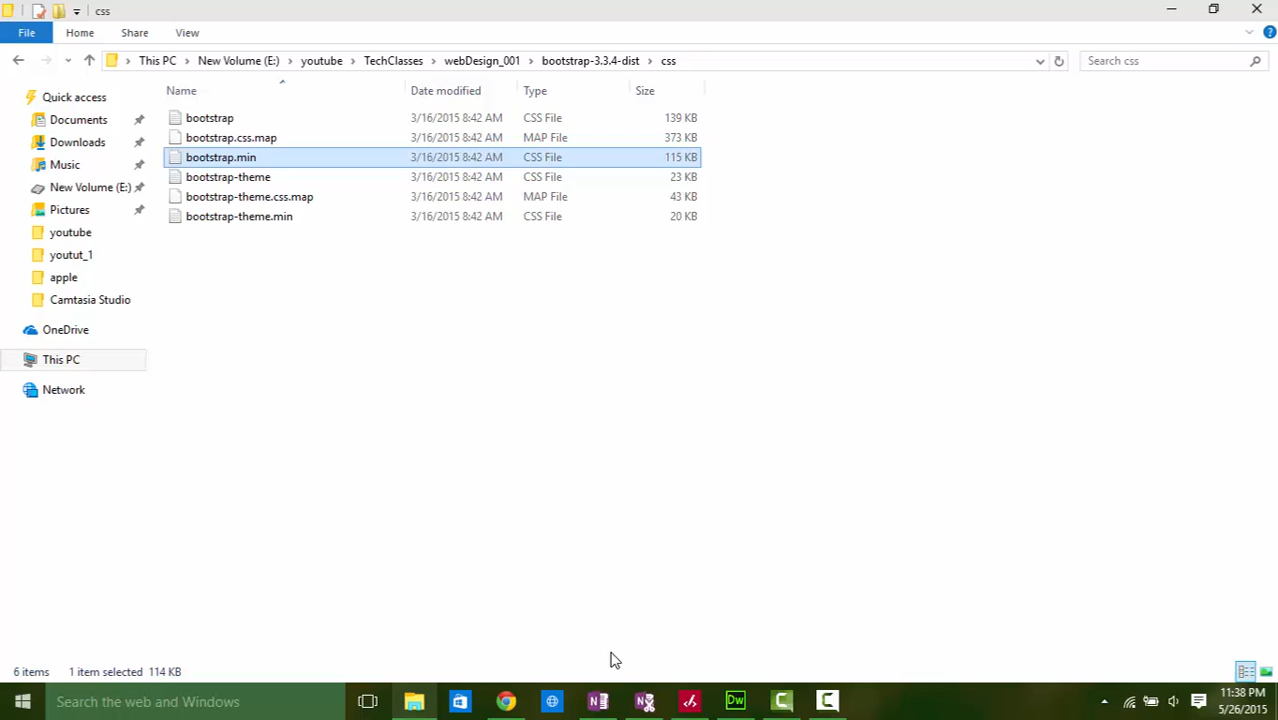 css
File Home Share View
This PC New Volume (E:) youtube TechClasses webDesign_001 bootstrap-3.3.4-dist css Search css
Name Date modified Type Size
Quick access
Documents
Downloads
Music
New Volume (E:)
Pictures
youtube
youtut_1
apple
Camtasia Studio
OneDrive
This PC
Network
bootstrap 3/16/2015 8:42 AM CSS File 139 KB
bootstrap.css.map 3/16/2015 8:42 AM MAP File 373 KB
bootstrap.min 3/16/2015 8:42 AM CSS File 115 KB
bootstrap-theme 3/16/2015 8:42 AM CSS File 23 KB
bootstrap-theme.css.map 3/16/2015 8:42 AM MAP File 43 KB
bootstrap-theme.min 3/16/2015 8:42 AM CSS File 20 KB
6 items 1 item selected 114 KB
Search the web and Windows
Dw
11:38 PM
5/26/2015